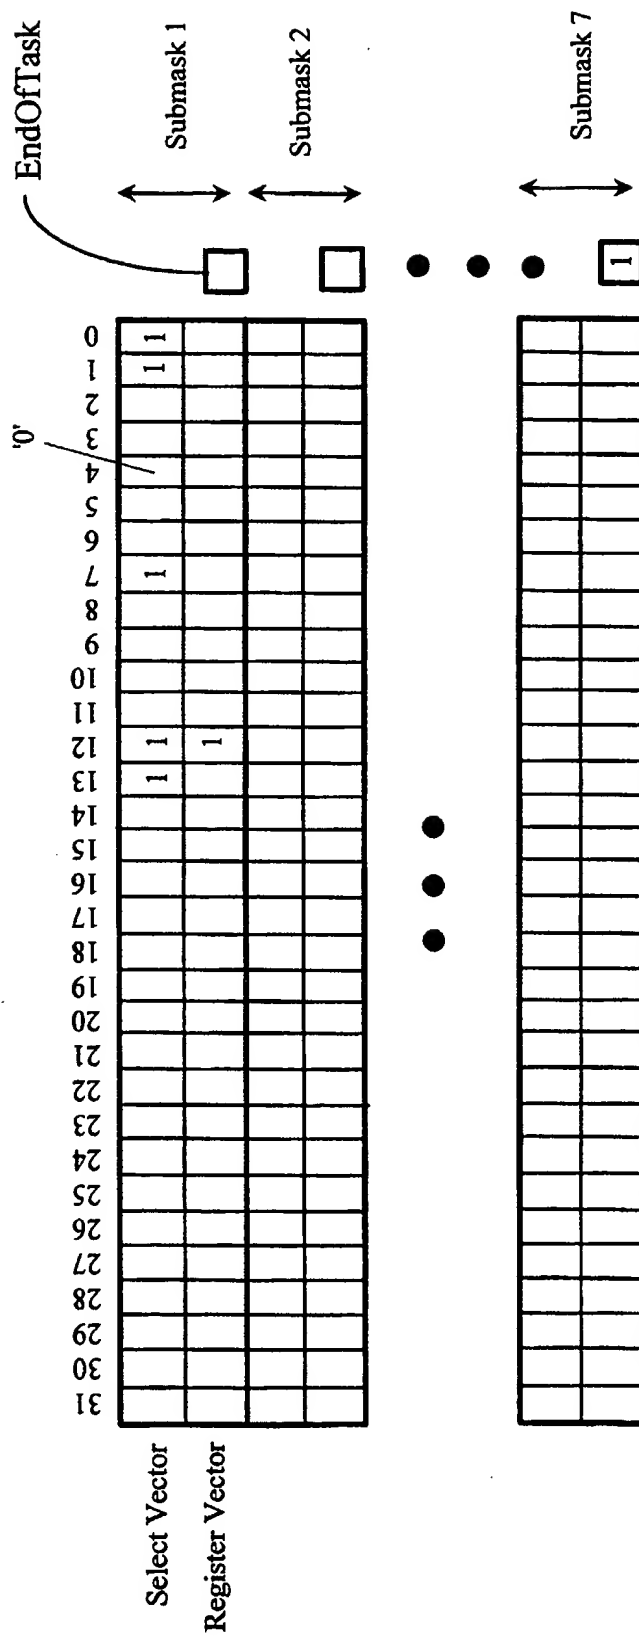 EndOfTask
'0'
31 30 29 28 27 26 25 24 23 22 21 20 19 18 17 16 15 14 13 12 11 10 9 8 7 6 5 4 3 2 1 0
Select Vector 1 1 1 1 1
Submask 1
Register Vector 1
Submask 2
Submask 7
1